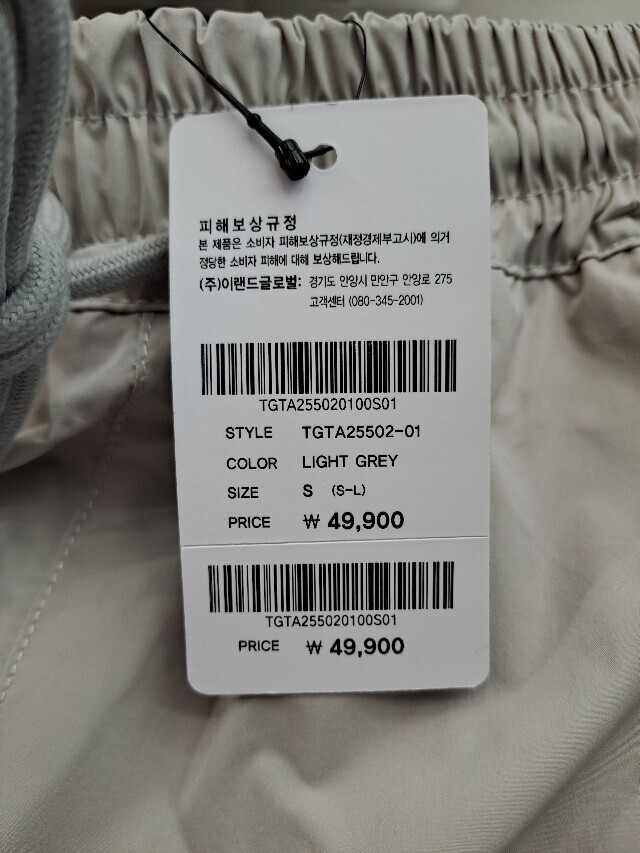 피해보상규정
본 제품은 소비자 피해보상규정(재정경제부고시)에 의거
정당한 소비자 피해에 대해 보상해드립니다.
(주)이랜드글로벌: 경기도 안양시 만안구 안양로 275
고객센터 (080-345-2001)
TGTA255020100S01
STYLE TGTA25502-01
COLOR LIGHT GREY
SIZE S (S-L)
PRICE ₩ 49,900
TGTA255020100S01
PRICE ₩ 49,900